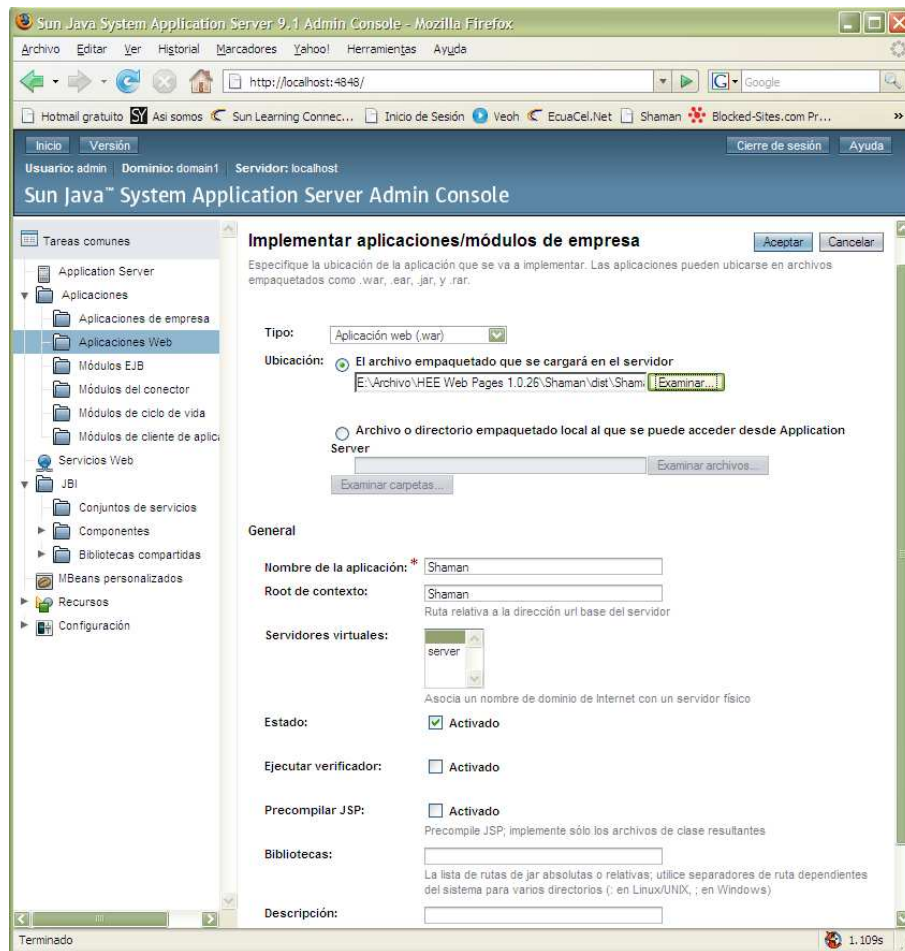 Sun Java System Application Server 9.1 Admin Console - Mozilla Firefox
Archivo Editar Ver Historial Marcadores Yahoo! Herramientas Ayuda
http://localhost:4848/ G Google
Hotmail gratuito SY Asi somos Sun Learning Connec... Inicio de Sesión Veoh EcuaCel.Net Shaman Blocked-Sites.com Pr... »
Inicio Versión Cierre de sesión Ayuda
Usuario: admin Dominio: domain1 Servidor: localhost
Sun Java™ System Application Server Admin Console
Tareas comunes
Application Server
Aplicaciones
Aplicaciones de empresa
Aplicaciones Web
Módulos EJB
Módulos del conector
Módulos de ciclo de vida
Módulos de cliente de aplic
Servicios Web
JBI
Conjuntos de servicios
Componentes
Bibliotecas compartidas
MBeans personalizados
Recursos
Configuración
Implementar aplicaciones/módulos de empresa Aceptar Cancelar
Especifique la ubicación de la aplicación que se va a implementar. Las aplicaciones pueden ubicarse en archivos
empaquetados como .war, .ear, .jar, y .rar.
Tipo: Aplicación web (.war)
Ubicación: El archivo empaquetado que se cargará en el servidor
E:\Archivo\HEE Web Pages 1.0.26\Shaman\dist\Sham Examinar...
Archivo o directorio empaquetado local al que se puede acceder desde Application
Server
Examinar archivos...
Examinar carpetas...
General
Nombre de la aplicación: * Shaman
Root de contexto: Shaman
Ruta relativa a la dirección url base del servidor
Servidores virtuales: server
Asocia un nombre de dominio de Internet con un servidor físico
Estado: Activado
Ejecutar verificador: Activado
Precompilar JSP: Activado
Precompile JSP; implemente sólo los archivos de clase resultantes
Bibliotecas:
La lista de rutas de jar absolutas o relativas; utilice separadores de ruta dependientes
del sistema para varios directorios (: en Linux/UNIX, ; en Windows)
Descripción:
Terminado 1.109s